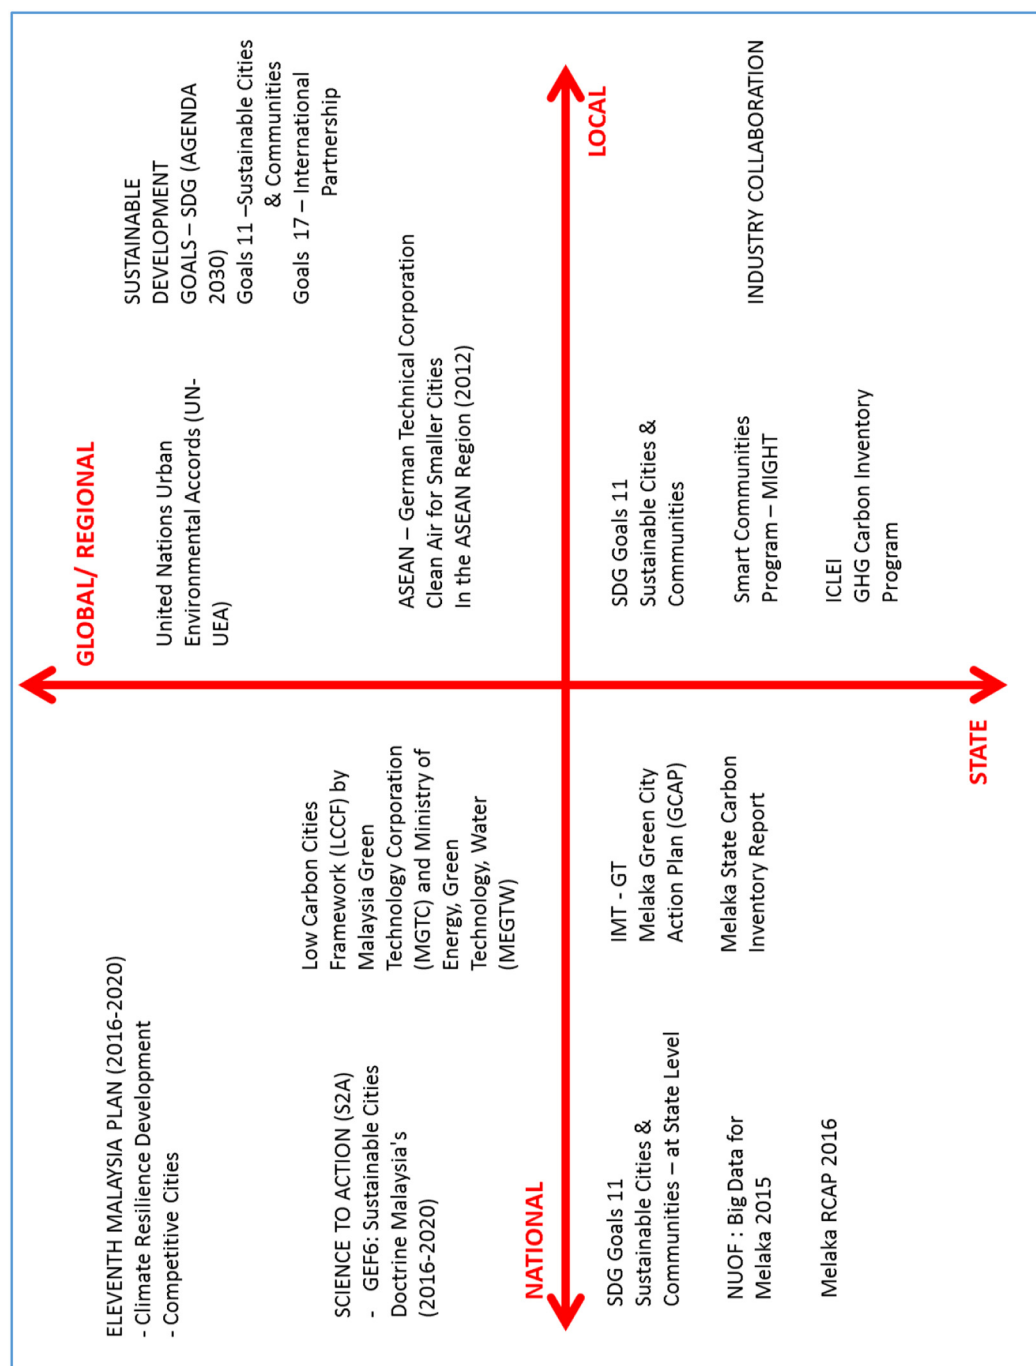 GLOBAL/ REGIONAL
ELEVENTH MALAYSIA PLAN (2016-2020)
- Climate Resilience Development
- Competitive Cities
SCIENCE TO ACTION (S2A)
- GEF6: Sustainable Cities
Doctrine Malaysia's
(2016-2020)
Low Carbon Cities
Framework (LCCF) by
Malaysia Green
Technology Corporation
(MGTC) and Ministry of
Energy, Green
Technology, Water
(MEGTW)
United Nations Urban
Environmental Accords (UN-
UEA)
SUSTAINABLE
DEVELOPMENT
GOALS – SDG (AGENDA
2030)
Goals 11 –Sustainable Cities
& Communities
Goals 17 – International
Partnership
ASEAN – German Technical Corporation
Clean Air for Smaller Cities
In the ASEAN Region (2012)
NATIONAL
LOCAL
SDG Goals 11
Sustainable Cities &
Communities – at State Level
NUOF : Big Data for
Melaka 2015
Melaka RCAP 2016
IMT - GT
Melaka Green City
Action Plan (GCAP)
Melaka State Carbon
Inventory Report
SDG Goals 11
Sustainable Cities &
Communities
Smart Communities
Program – MIGHT
ICLEI
GHG Carbon Inventory
Program
INDUSTRY COLLABORATION
STATE